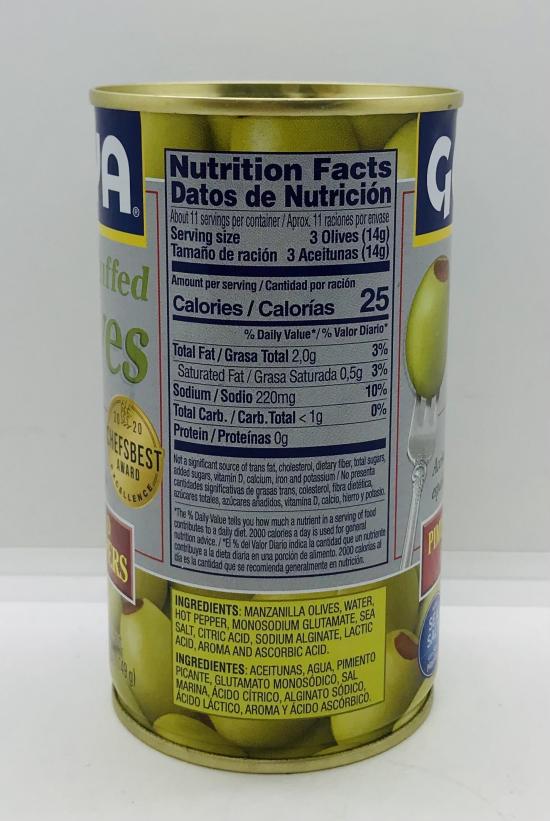 A®
uffed
es
20 20
CHEFSBEST
AWARD
EXCELLENCE
ERS
Nutrition Facts
Datos de Nutrición
About 11 servings per container / Aprox. 11 raciones por envase
Serving size 3 Olives (14g)
Tamaño de ración 3 Aceitunas (14g)
Amount per serving / Cantidad por ración
Calories / Calorías 25
% Daily Value*/% Valor Diario*
Total Fat / Grasa Total 2,0g 3%
Saturated Fat / Grasa Saturada 0,5g 3%
Sodium / Sodio 220mg 10%
Total Carb. / Carb. Total < 1g 0%
Protein / Proteínas 0g
Not a significant source of trans fat, cholesterol, dietary fiber, total sugars,
added sugars, vitamin D, calcium, iron and potassium / No presenta
cantidades significativas de grasas trans, colesterol, fibra dietética,
azúcares totales, azúcares añadidos, vitamina D, calcio, hierro y potasio.
*The % Daily Value tells you how much a nutrient in a serving of food
contributes to a daily diet. 2000 calories a day is used for general
nutrition advice. / *El % del Valor Diario indica la cantidad que un nutriente
contribuye a la dieta diaria en una porción de alimento. 2000 calorías al
día es la cantidad que se recomienda generalmente en nutrición.
INGREDIENTS: MANZANILLA OLIVES, WATER,
HOT PEPPER, MONOSODIUM GLUTAMATE, SEA
SALT, CITRIC ACID, SODIUM ALGINATE, LACTIC
ACID, AROMA AND ASCORBIC ACID.
INGREDIENTES: ACEITUNAS, AGUA, PIMIENTO
PICANTE, GLUTAMATO MONOSÓDICO, SAL
MARINA, ÁCIDO CÍTRICO, ALGINATO SÓDICO,
ÁCIDO LÁCTICO, AROMA Y ÁCIDO ASCÓRBICO.
G